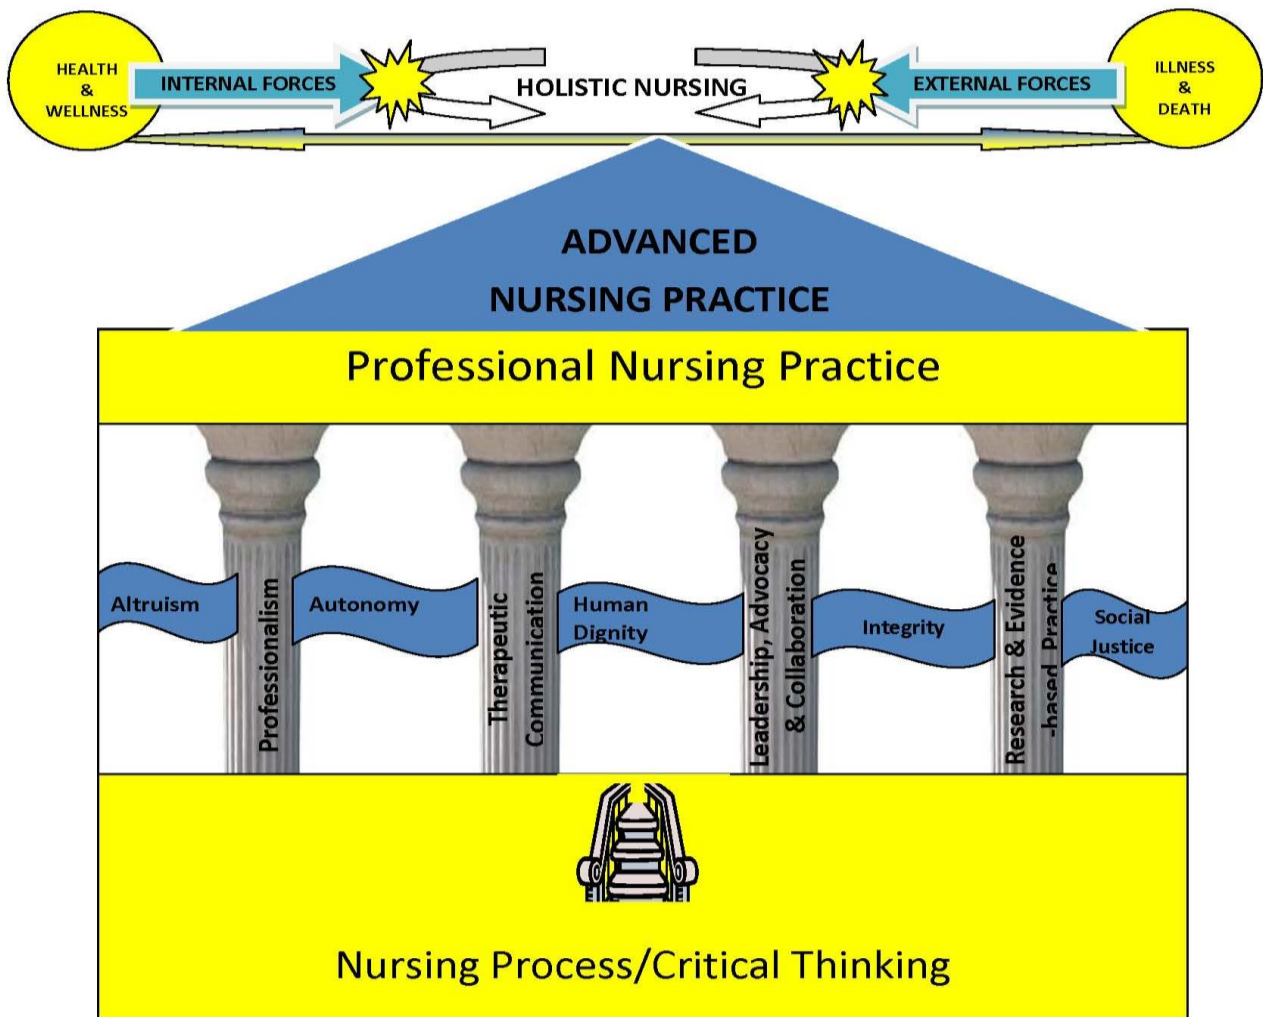 HEALTH
&
WELLNESS
INTERNAL FORCES
HOLISTIC NURSING
EXTERNAL FORCES
ILLNESS
&
DEATH
ADVANCED
NURSING PRACTICE
Professional Nursing Practice
Altruism
Professionalism
Autonomy
Therapeutic
Communication
Human
Dignity
Leadership, Advocacy
& Collaboration
Integrity
Research & Evidence
-based Practice
Social
Justice
Nursing Process/Critical Thinking